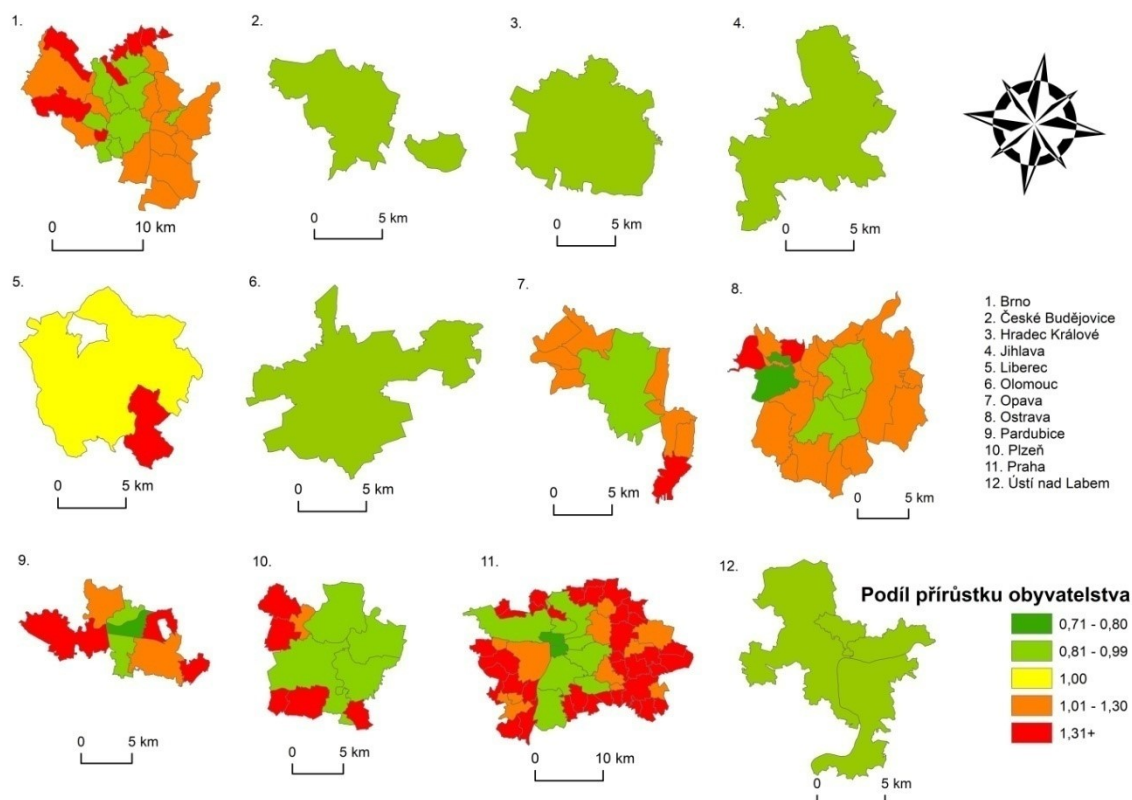 1.
2.
3.
4.
0 10 km
0 5 km
0 5 km
0 5 km
5.
6.
7.
8.
0 5 km
0 5 km
0 5 km
0 5 km
1. Brno
2. České Budějovice
3. Hradec Králové
4. Jihlava
5. Liberec
6. Olomouc
7. Opava
8. Ostrava
9. Pardubice
10. Plzeň
11. Praha
12. Ústí nad Labem
9.
10.
11.
12.
0 5 km
0 5 km
0 10 km
0 5 km
Podíl přírůstku obyvatelstva
0,71 - 0,80
0,81 - 0,99
1,00
1,01 - 1,30
1,31+